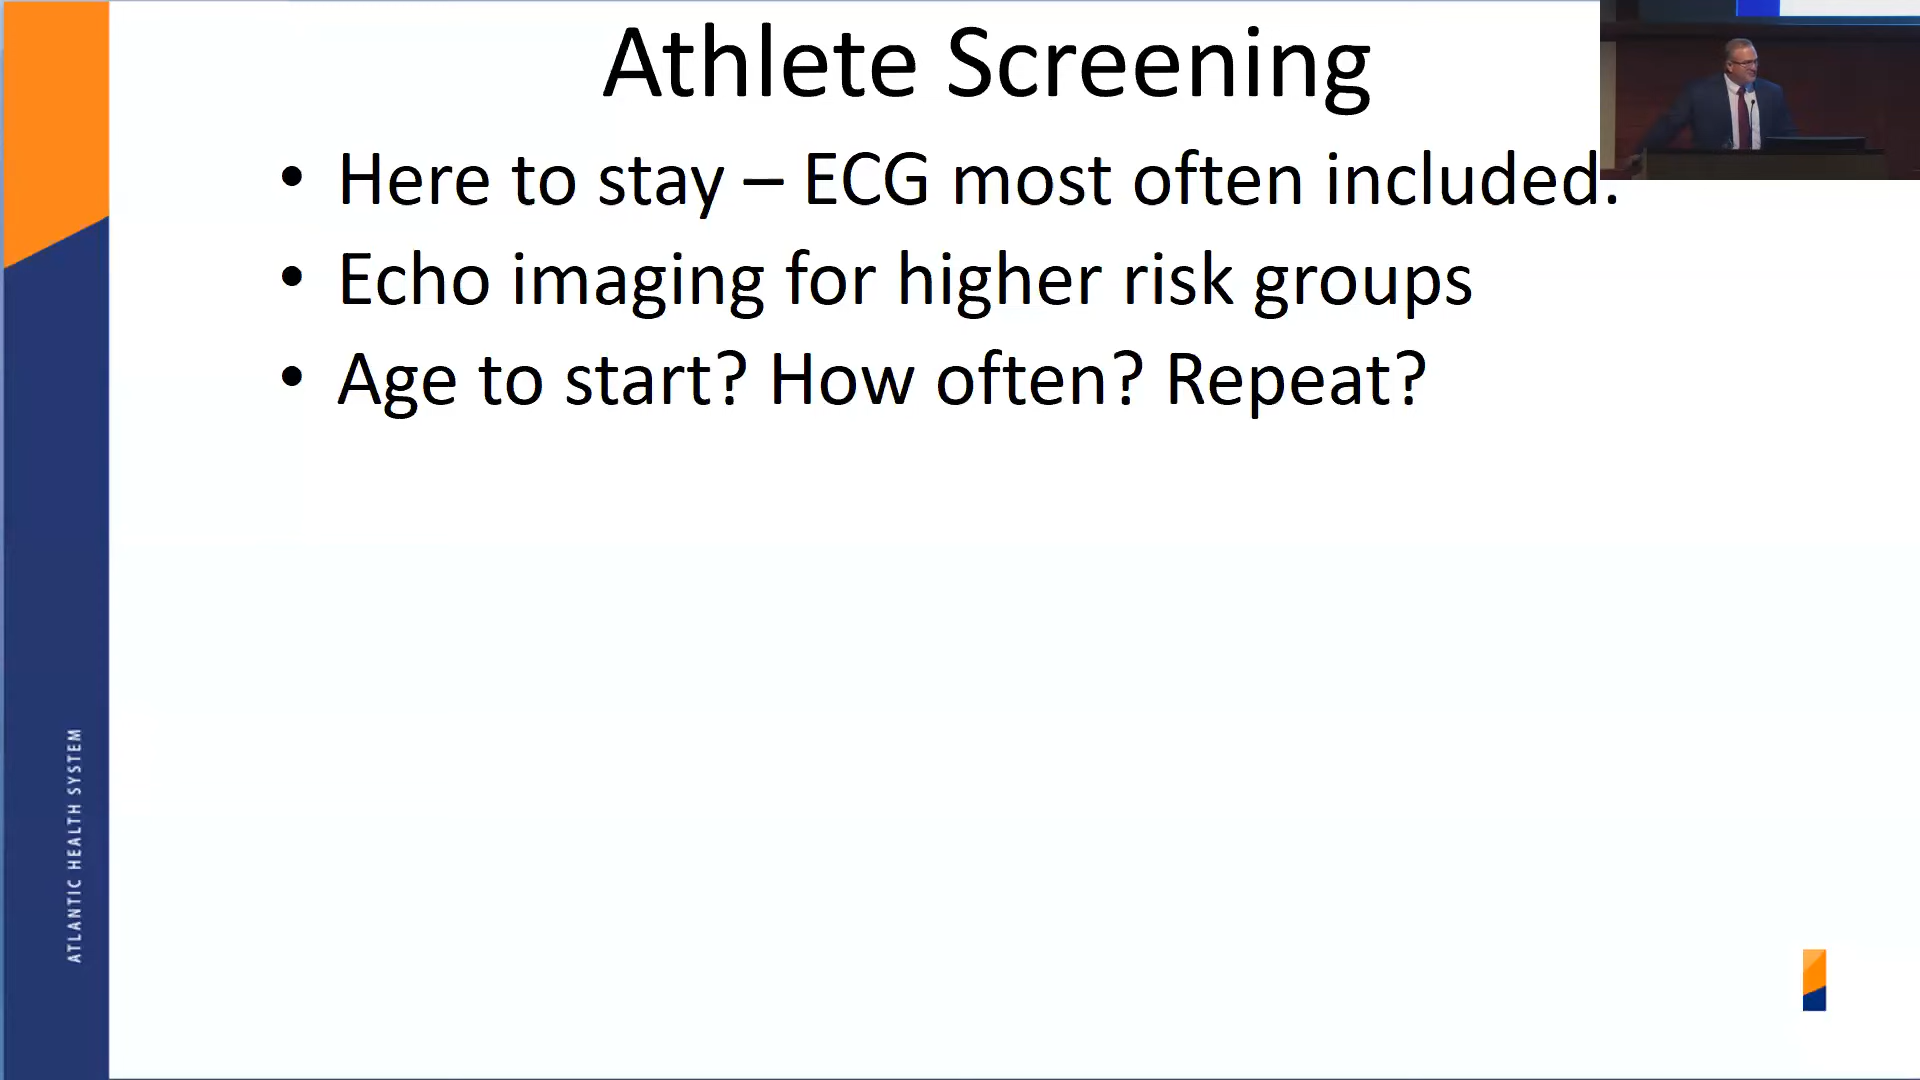 Athlete Screening
• Here to stay – ECG most often included.
• Echo imaging for higher risk groups
• Age to start? How often? Repeat?
ATLANTIC HEALTH SYSTEM